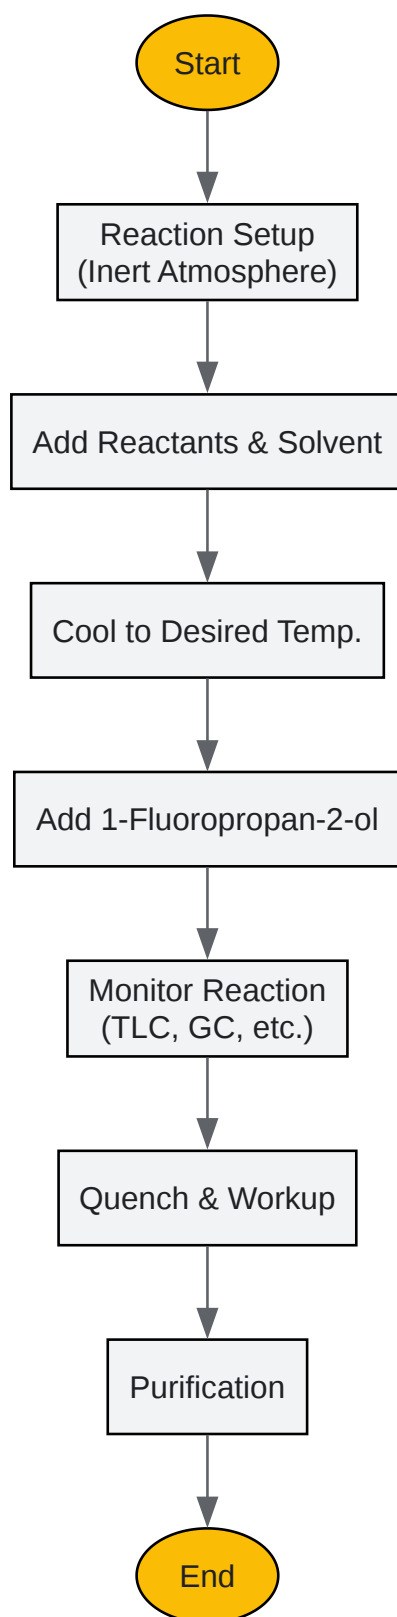 Start
Reaction Setup
(Inert Atmosphere)
Add Reactants & Solvent
Cool to Desired Temp.
Add 1-Fluoropropan-2-ol
Monitor Reaction
(TLC, GC, etc.)
Quench & Workup
Purification
End